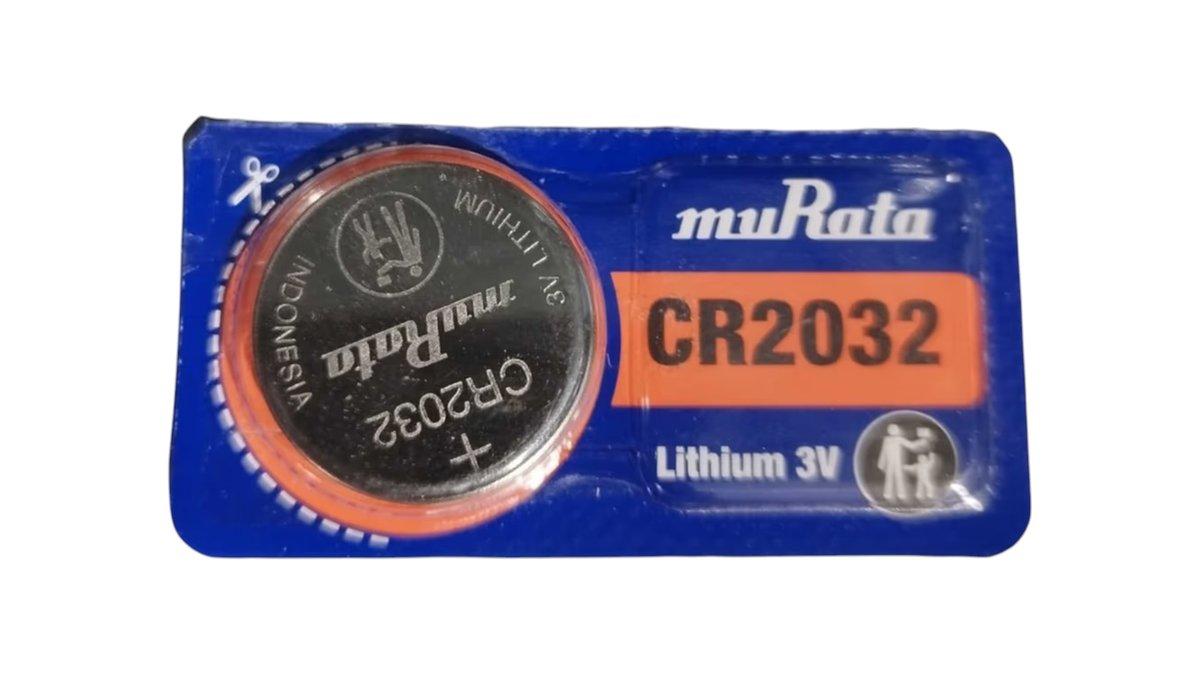 muRata
CR2032
Lithium 3V
3V LITHIUM
muRata
CR2032
+
INDONESIA